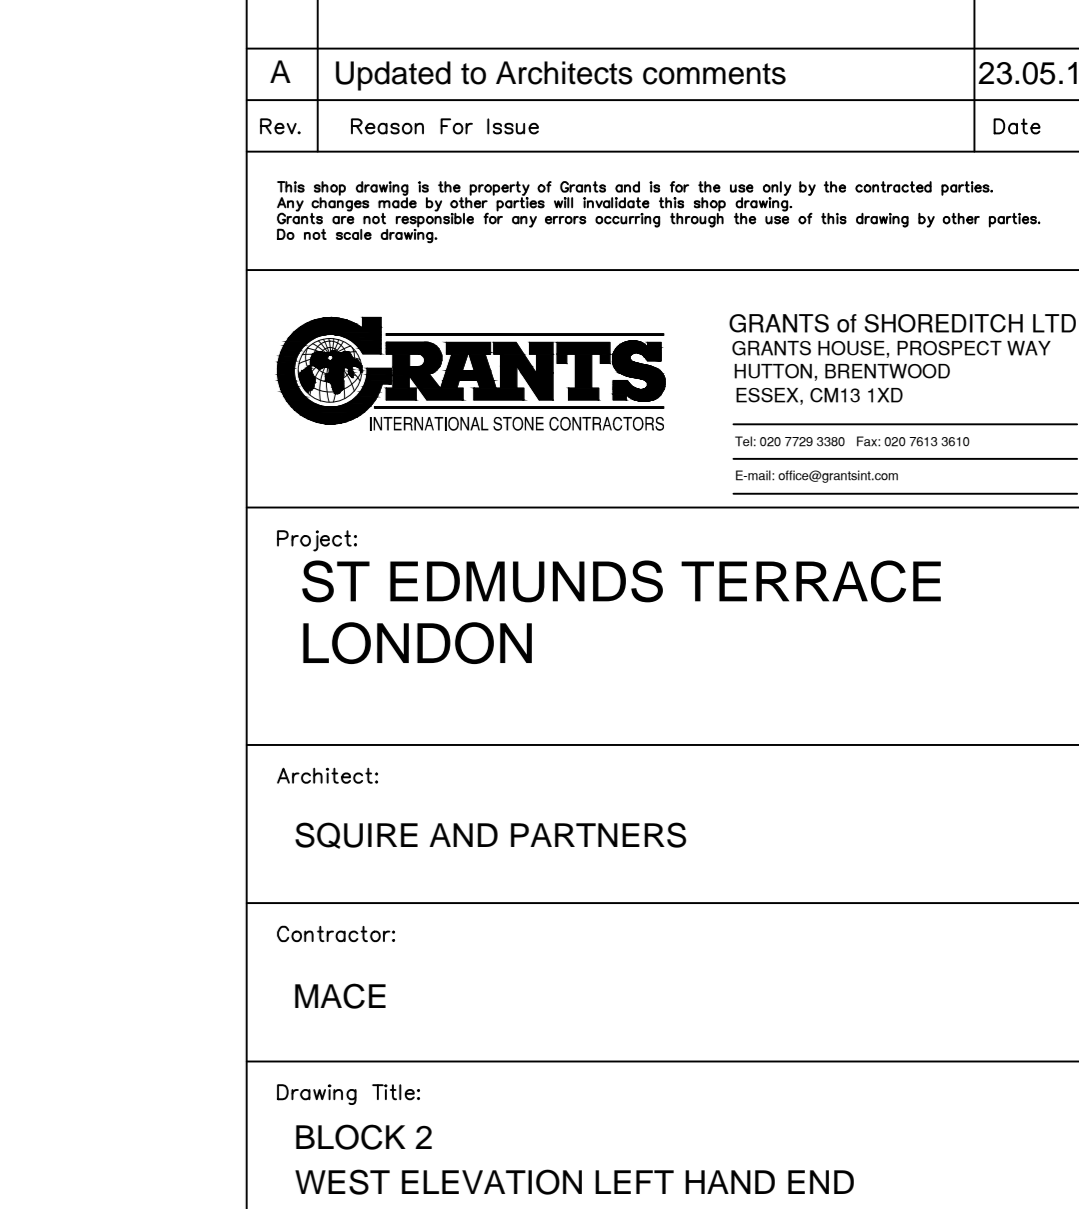 A Updated to Architects comments 23.05.1
Rev. Reason For Issue Date
This shop drawing is the property of Grants and is for the use only by the contracted parties.
Any changes made by other parties will invalidate this shop drawing.
Grants are not responsible for any errors occurring through the use of this drawing by other parties.
Do not scale drawing.
GRANTS
INTERNATIONAL STONE CONTRACTORS
GRANTS of SHOREDITCH LTD
GRANTS HOUSE, PROSPECT WAY
HUTTON, BRENTWOOD
ESSEX, CM13 1XD
Tel: 020 7729 3380 Fax: 020 7613 3610
E-mail: office@grantsint.com
Project:
ST EDMUNDS TERRACE
LONDON
Architect:
SQUIRE AND PARTNERS
Contractor:
MACE
Drawing Title:
BLOCK 2
WEST ELEVATION LEFT HAND END